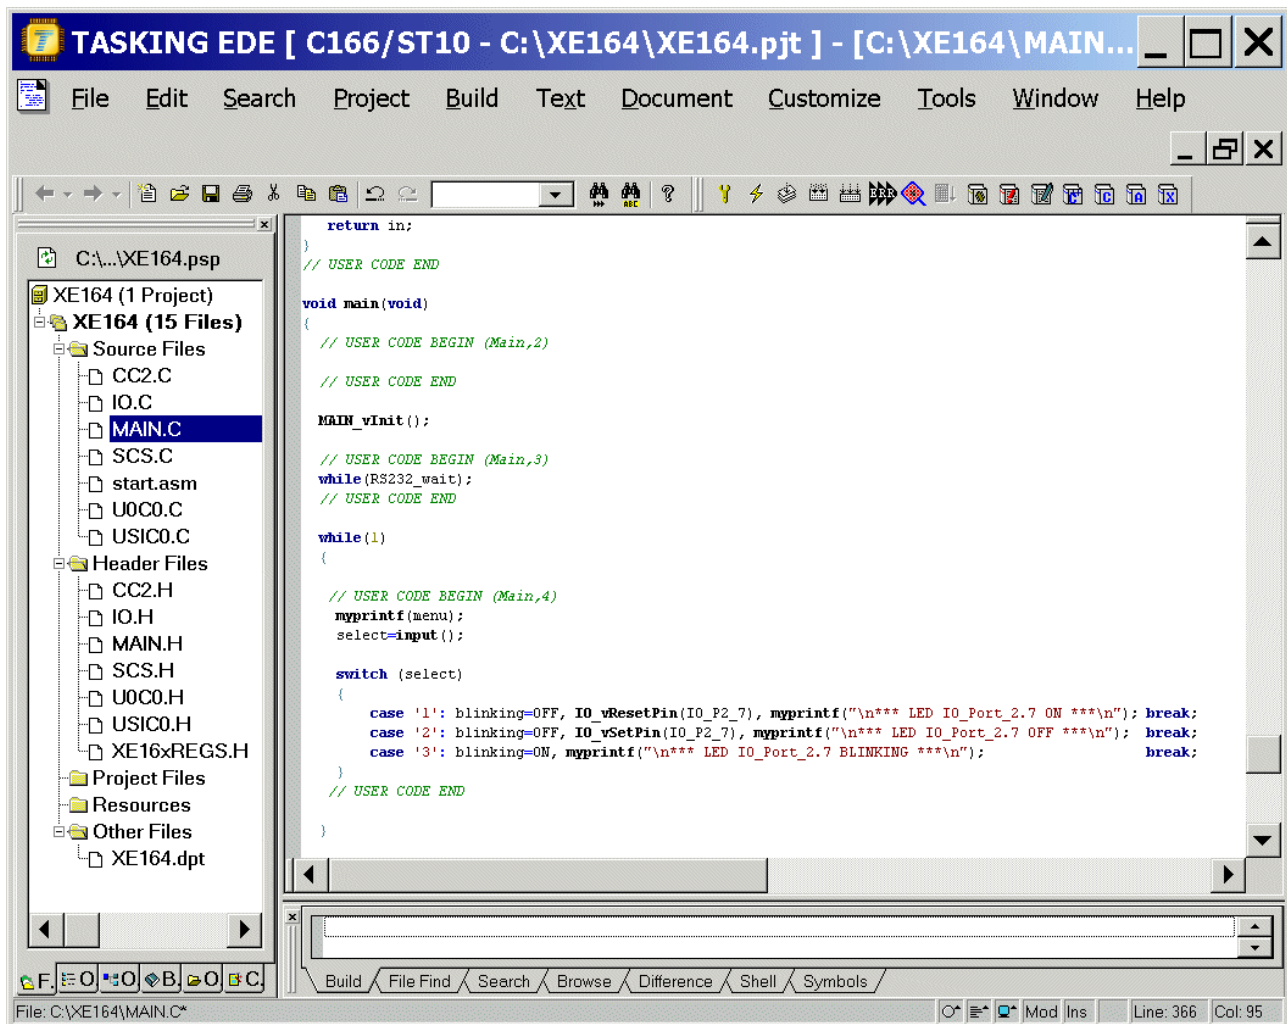 TASKING EDE [ C166/ST10 - C:\XE164\XE164.pjt ] - [C:\XE164\MAIN...
File Edit Search Project Build Text Document Customize Tools Window Help
C:\...\XE164.psp
XE164 (1 Project)
XE164 (15 Files)
Source Files
CC2.C
IO.C
MAIN.C
SCS.C
start.asm
U0C0.C
USIC0.C
Header Files
CC2.H
IO.H
MAIN.H
SCS.H
U0C0.H
USIC0.H
XE16xREGS.H
Project Files
Resources
Other Files
XE164.dpt
F. O O B. O C.
return in;
}
// USER CODE END
void main(void)
{
// USER CODE BEGIN (Main,2)
// USER CODE END
MAIN_vInit();
// USER CODE BEGIN (Main,3)
while(RS232_wait);
// USER CODE END
while(1)
{
// USER CODE BEGIN (Main,4)
myprintf(menu);
select=input();
switch (select)
{
case '1': blinking=OFF, IO_vResetPin(IO_P2_7), myprintf("\n*** LED IO_Port_2.7 ON ***\n"); break;
case '2': blinking=OFF, IO_vSetPin(IO_P2_7), myprintf("\n*** LED IO_Port_2.7 OFF ***\n"); break;
case '3': blinking=ON, myprintf("\n*** LED IO_Port_2.7 BLINKING ***\n"); break;
}
// USER CODE END
}
Build File Find Search Browse Difference Shell Symbols
File: C:\XE164\MAIN.C* Mod Ins Line: 366 Col: 95